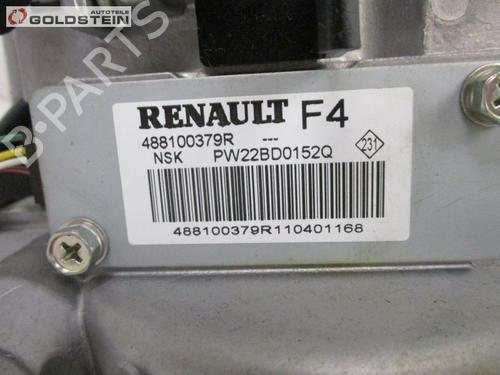 AUTOTEILE
GOLDSTEIN
B-PARTS
RENAULT F4
488100379R ---
NSK PW22BD0152Q 231
488100379R110401168